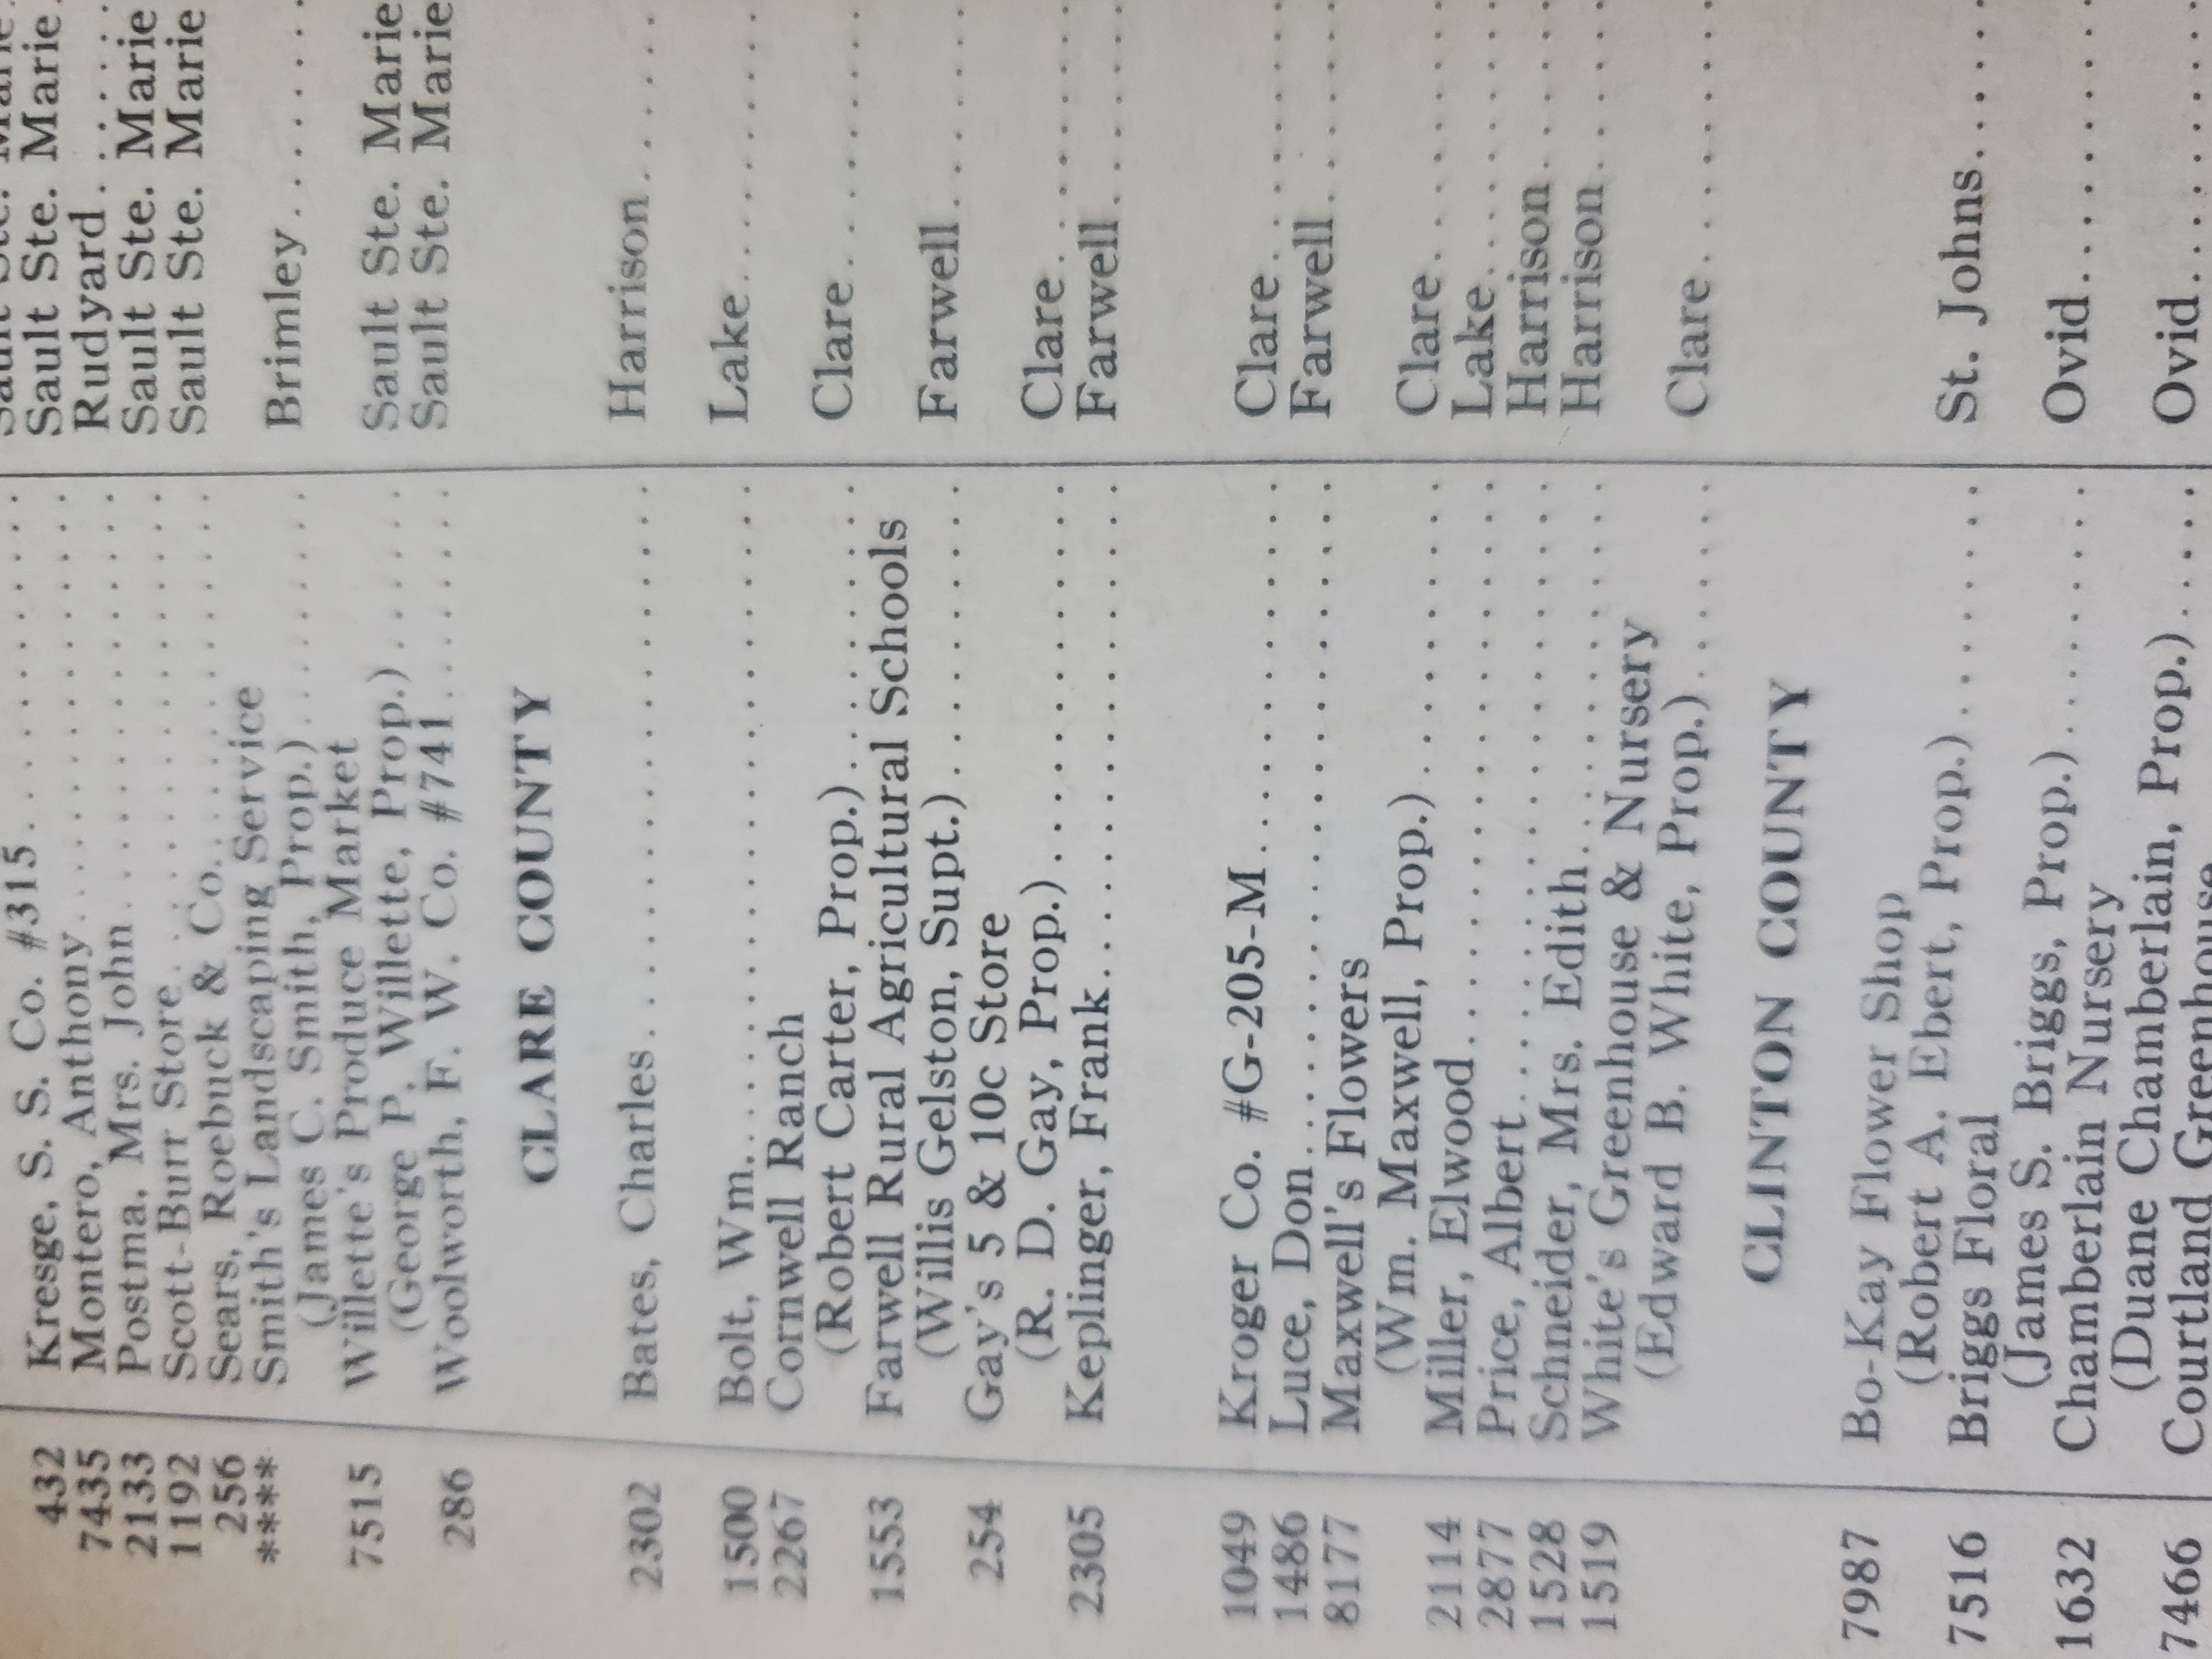 432 Kresge, S. S. Co. #315 Sault Ste. Marie
7435 Montero, Anthony Sault Ste. Marie
2133 Postma, Mrs. John Rudyard
1192 Scott-Burr Store Sault Ste. Marie
256 Sears, Roebuck & Co. Sault Ste. Marie
**** Smith's Landscaping Service
(James C. Smith, Prop.) Brimley
7515 Willette's Produce Market
(George P. Willette, Prop.) Sault Ste. Marie
286 Woolworth, F. W. Co. #741 Sault Ste. Marie
CLARE COUNTY
2302 Bates, Charles Harrison
1500 Bolt, Wm. Lake
2267 Cornwell Ranch
(Robert Carter, Prop.) Clare
1553 Farwell Rural Agricultural Schools
(Willis Gelston, Supt.) Farwell
254 Gay's 5 & 10c Store
(R. D. Gay, Prop.) Clare
2305 Keplinger, Frank Farwell
1049 Kroger Co. #G-205-M Clare
1486 Luce, Don Farwell
8177 Maxwell's Flowers
(Wm. Maxwell, Prop.) Clare
2114 Miller, Elwood Lake
2877 Price, Albert Harrison
1528 Schneider, Mrs. Edith Harrison
1519 White's Greenhouse & Nursery
(Edward B. White, Prop.) Clare
CLINTON COUNTY
7987 Bo-Kay Flower Shop
(Robert A. Ebert, Prop.) St. Johns
7516 Briggs Floral
(James S. Briggs, Prop.) Ovid
1632 Chamberlain Nursery
(Duane Chamberlain, Prop.) Ovid
7466 Courtland Greenhouse